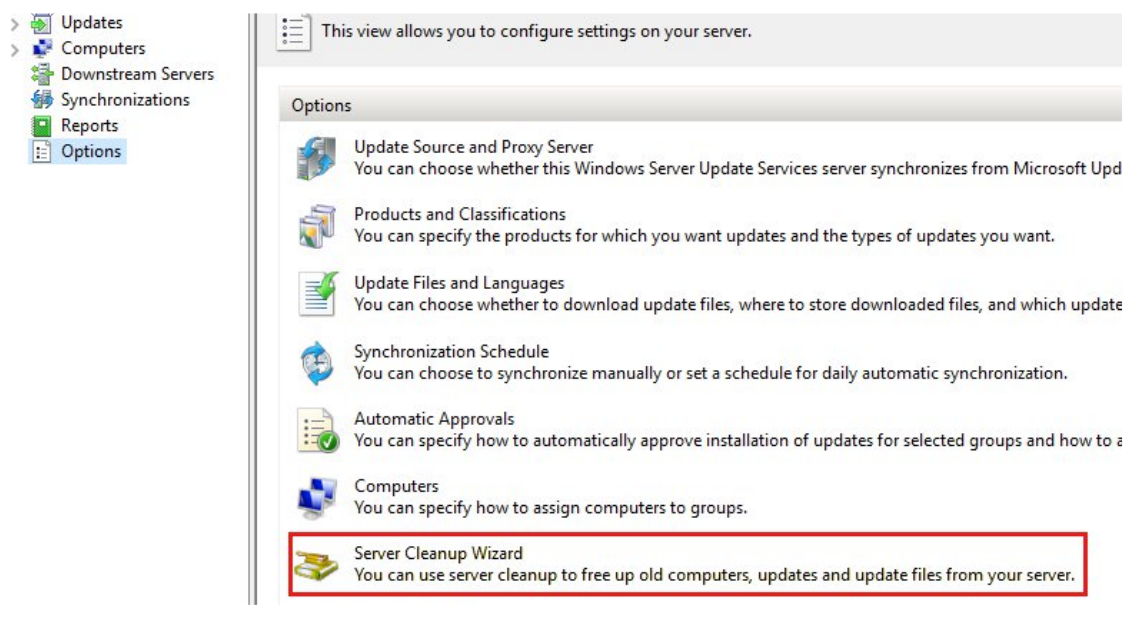 Updates
Computers
Downstream Servers
Synchronizations
Reports
Options
This view allows you to configure settings on your server.
Options
Update Source and Proxy Server
You can choose whether this Windows Server Update Services server synchronizes from Microsoft Upd
Products and Classifications
You can specify the products for which you want updates and the types of updates you want.
Update Files and Languages
You can choose whether to download update files, where to store downloaded files, and which update
Synchronization Schedule
You can choose to synchronize manually or set a schedule for daily automatic synchronization.
Automatic Approvals
You can specify how to automatically approve installation of updates for selected groups and how to a
Computers
You can specify how to assign computers to groups.
Server Cleanup Wizard
You can use server cleanup to free up old computers, updates and update files from your server.